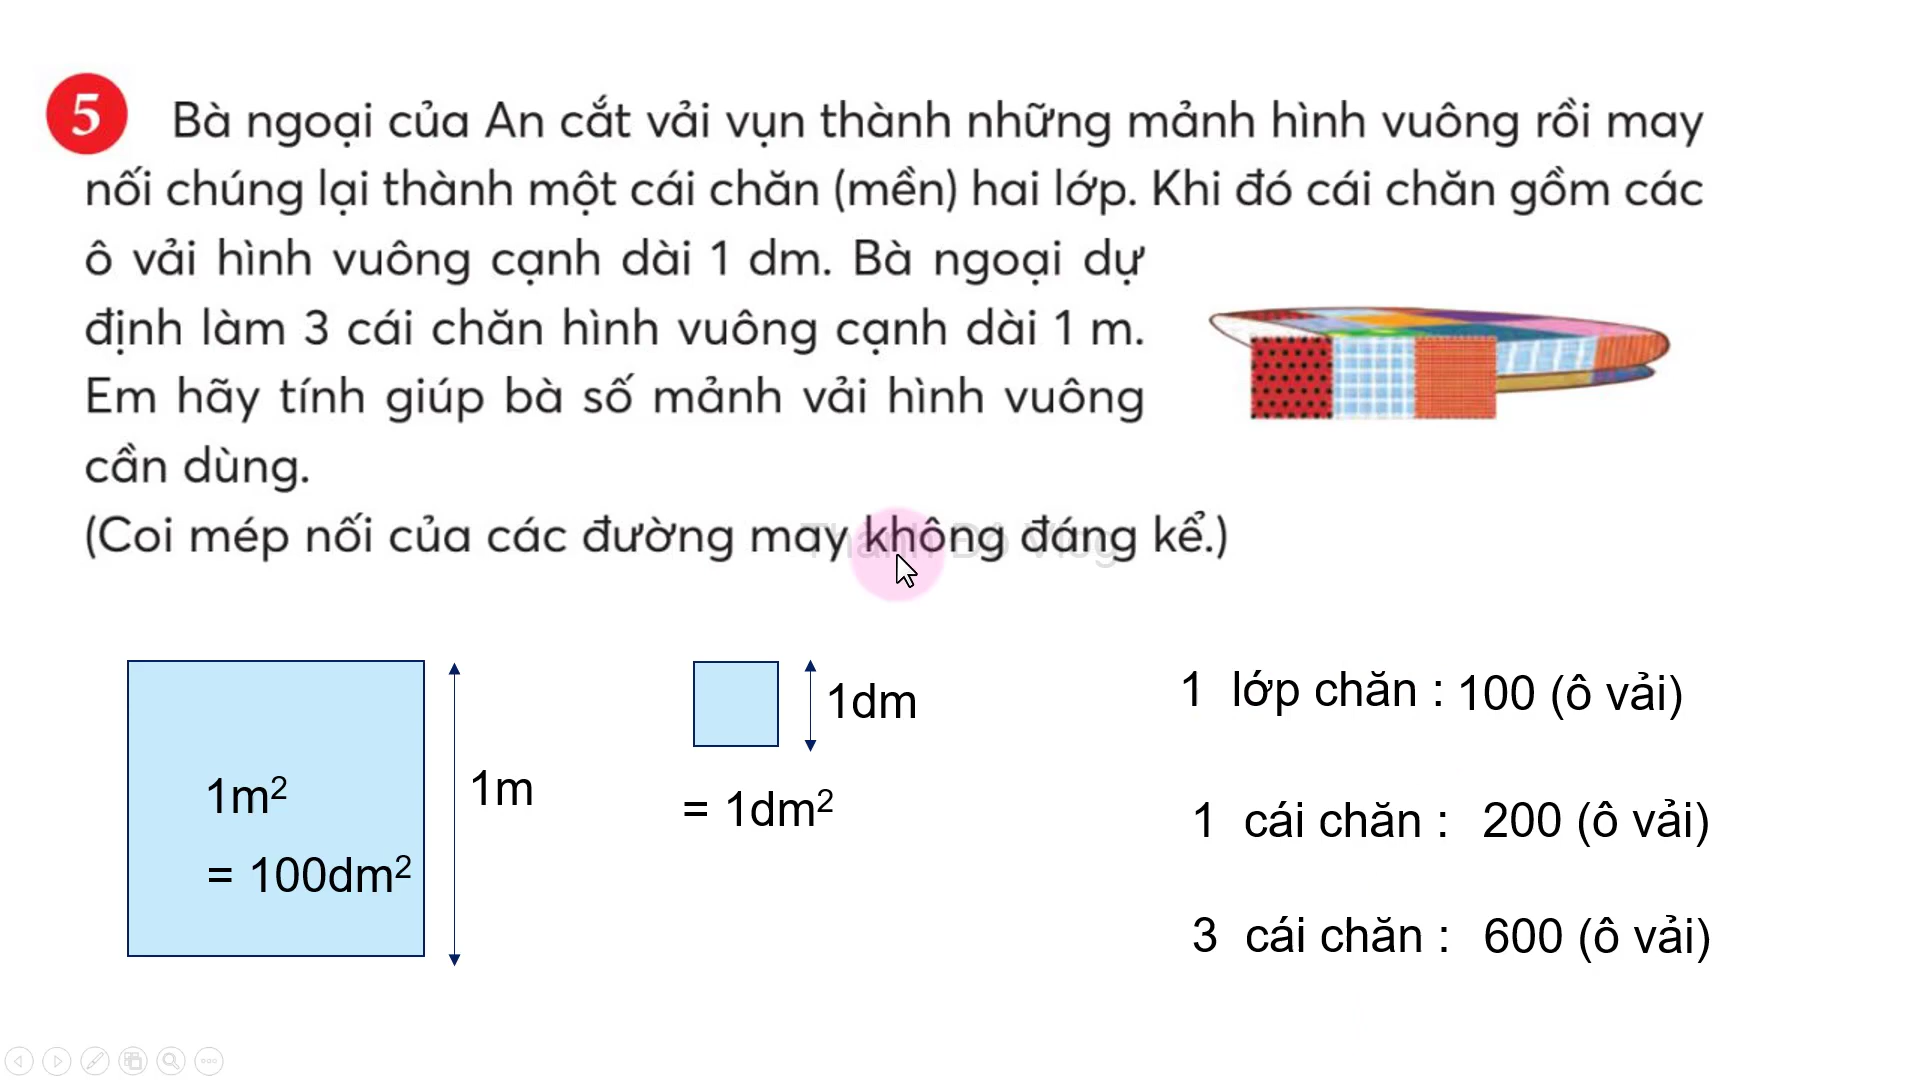 5 Bà ngoại của An cắt vải vụn thành những mảnh hình vuông rồi may
nối chúng lại thành một cái chăn (mền) hai lớp. Khi đó cái chăn gồm các
ô vải hình vuông cạnh dài 1 dm. Bà ngoại dự
định làm 3 cái chăn hình vuông cạnh dài 1 m.
Em hãy tính giúp bà số mảnh vải hình vuông
cần dùng.
(Coi mép nối của các đường may không đáng kể.)
1m²
= 100dm²
1m
1dm
= 1dm²
1 lớp chăn : 100 (ô vải)
1 cái chăn : 200 (ô vải)
3 cái chăn : 600 (ô vải)